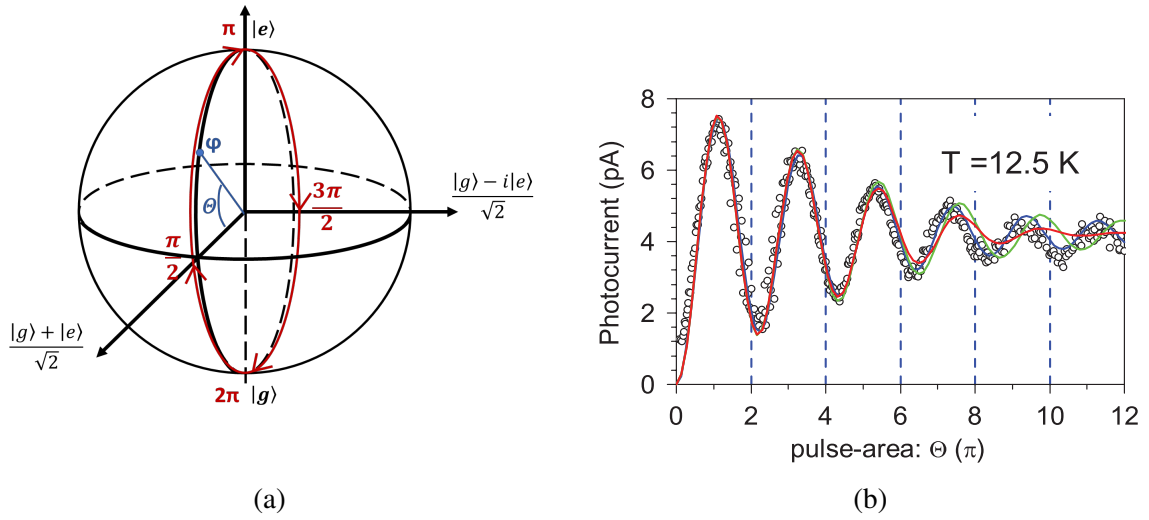 π |e⟩
φ
Θ
3π/2
|g⟩ − i|e⟩/√2
π/2
|g⟩ + |e⟩/√2
2π |g⟩
(a)
8
6
4
2
0
Photocurrent (pA)
T =12.5 K
0 2 4 6 8 10 12
pulse-area: Θ (π)
(b)